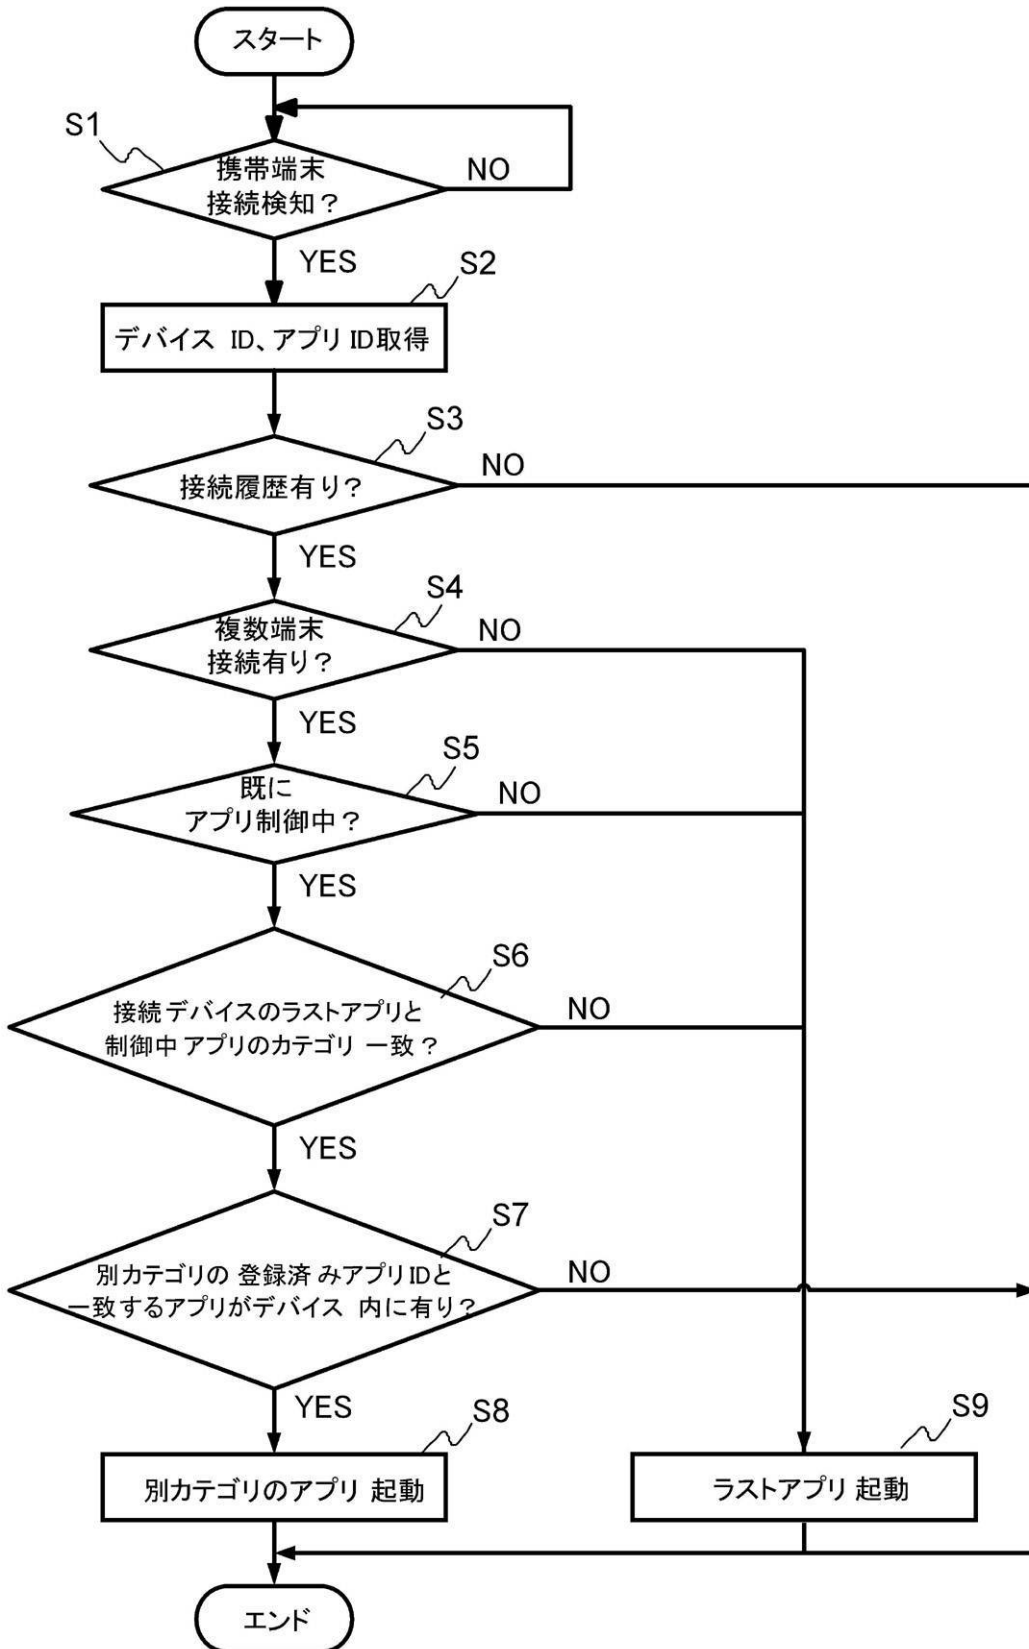 スタート
S1
携帯端末
接続検知？
NO
YES
S2
デバイス ID、アプリ ID取得
S3
接続履歴有り？
NO
YES
S4
複数端末
接続有り？
NO
YES
S5
既に
アプリ制御中？
NO
YES
S6
接続デバイスのラストアプリと
制御中アプリのカテゴリ 一致？
NO
YES
S7
別カテゴリの 登録済みアプリIDと
一致するアプリがデバイス 内に有り？
NO
YES
S8
別カテゴリのアプリ 起動
S9
ラストアプリ 起動
エンド